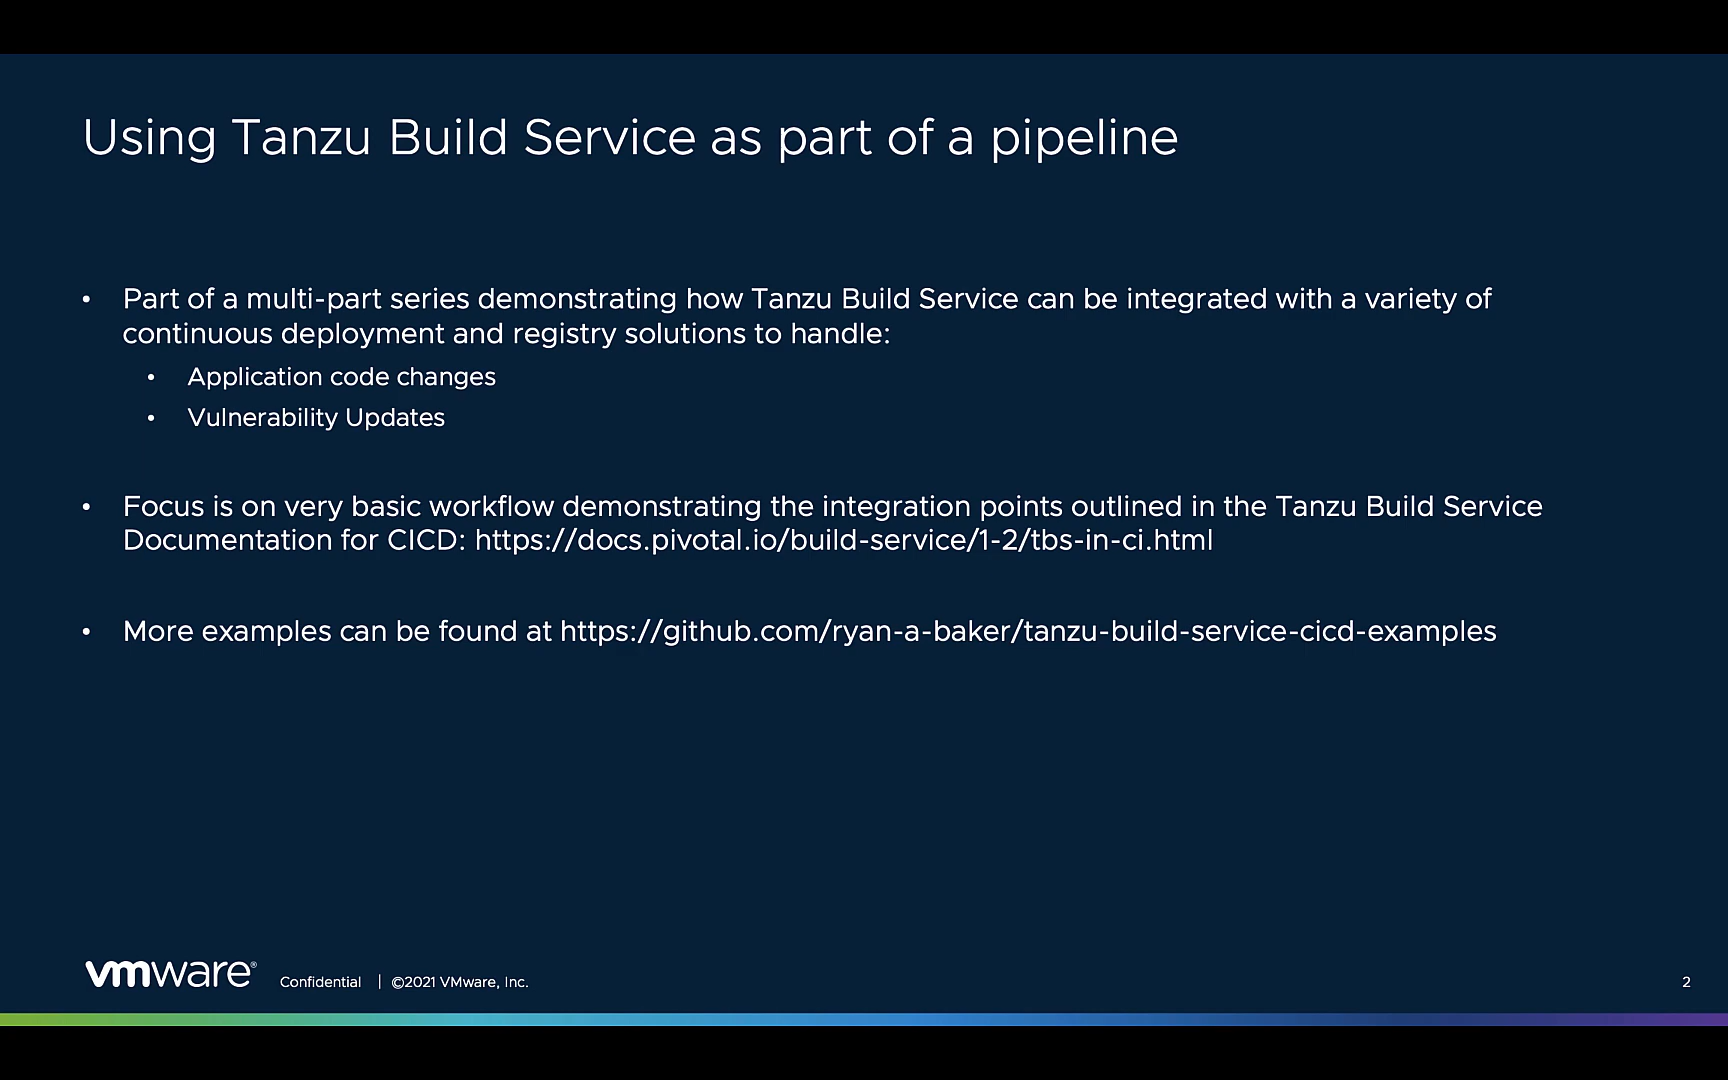 Using Tanzu Build Service as part of a pipeline
• Part of a multi-part series demonstrating how Tanzu Build Service can be integrated with a variety of
continuous deployment and registry solutions to handle:
• Application code changes
• Vulnerability Updates
• Focus is on very basic workflow demonstrating the integration points outlined in the Tanzu Build Service
Documentation for CICD: https://docs.pivotal.io/build-service/1-2/tbs-in-ci.html
• More examples can be found at https://github.com/ryan-a-baker/tanzu-build-service-cicd-examples
vmware® Confidential | ©2021 VMware, Inc. 2